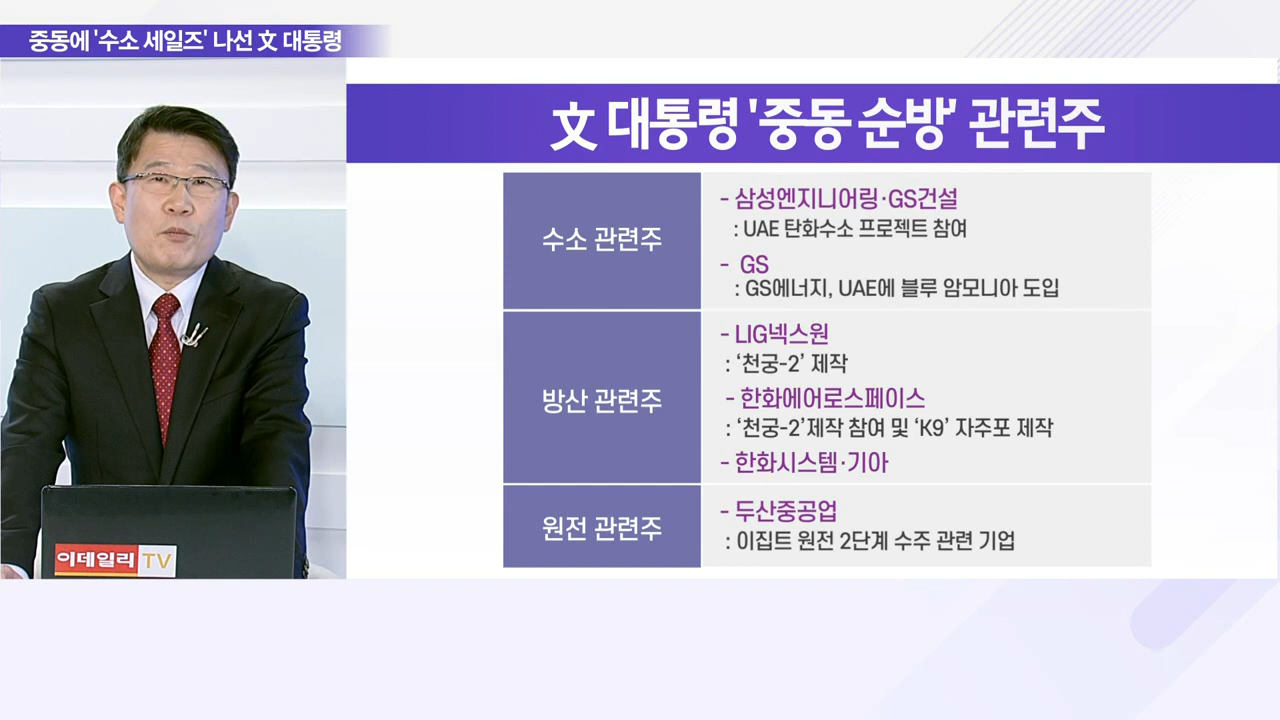 중동에 '수소 세일즈' 나선 文 대통령
文 대통령 '중동 순방' 관련주
수소 관련주
- 삼성엔지니어링·GS건설
: UAE 탄화수소 프로젝트 참여
- GS
: GS에너지, UAE에 블루 암모니아 도입
방산 관련주
- LIG넥스원
: ‘천궁-2’ 제작
- 한화에어로스페이스
: ‘천궁-2’제작 참여 및 ‘K9’ 자주포 제작
- 한화시스템·기아
원전 관련주
- 두산중공업
: 이집트 원전 2단계 수주 관련 기업
이데일리 TV